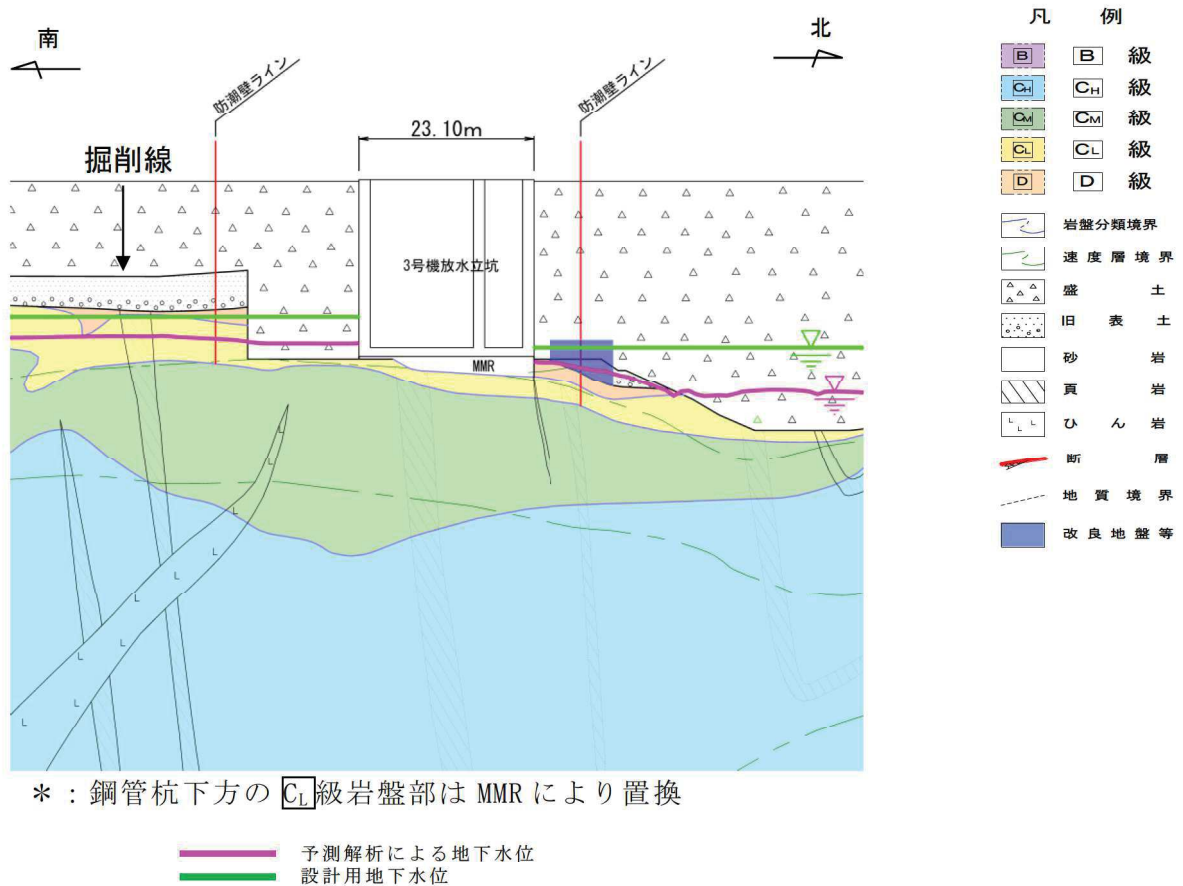 南
北
防潮壁ライン
防潮壁ライン
23.10m
掘削線
3号機放水立坑
MMR
L
L
L
L
L
L
L
凡 例
B B 級
CH CH 級
CM CM 級
CL CL 級
D D 級
岩盤分類境界
速度層境界
盛 土
旧 表 土
砂 岩
頁 岩
L L L ひ ん 岩
断 層
地 質 境 界
改 良 地 盤 等
*:鋼管杭下方のCL級岩盤部は MMR により置換
予測解析による地下水位
設計用地下水位